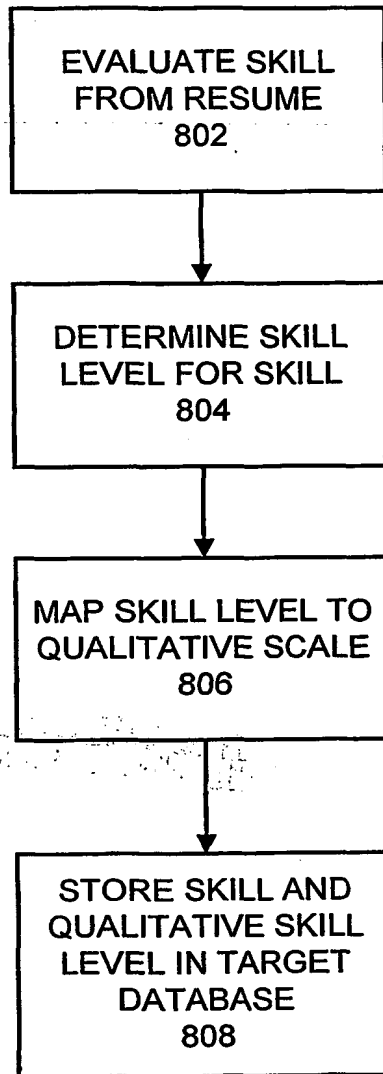 EVALUATE SKILL
FROM RESUME
802
DETERMINE SKILL
LEVEL FOR SKILL
804
MAP SKILL LEVEL TO
QUALITATIVE SCALE
806
STORE SKILL AND
QUALITATIVE SKILL
LEVEL IN TARGET
DATABASE
808